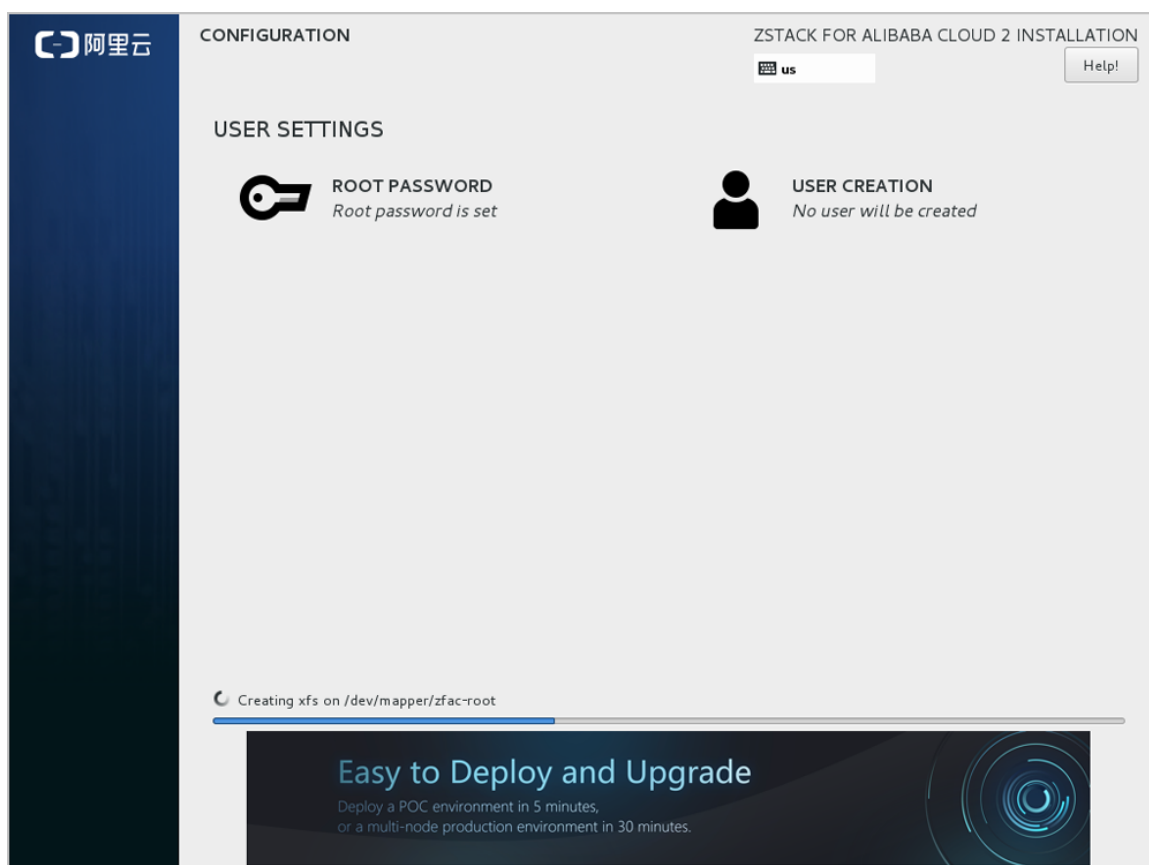 阿里云
CONFIGURATION
ZSTACK FOR ALIBABA CLOUD 2 INSTALLATION
us
Help!
USER SETTINGS
ROOT PASSWORD
Root password is set
USER CREATION
No user will be created
Creating xfs on /dev/mapper/zfac-root
Easy to Deploy and Upgrade
Deploy a POC environment in 5 minutes,
or a multi-node production environment in 30 minutes.